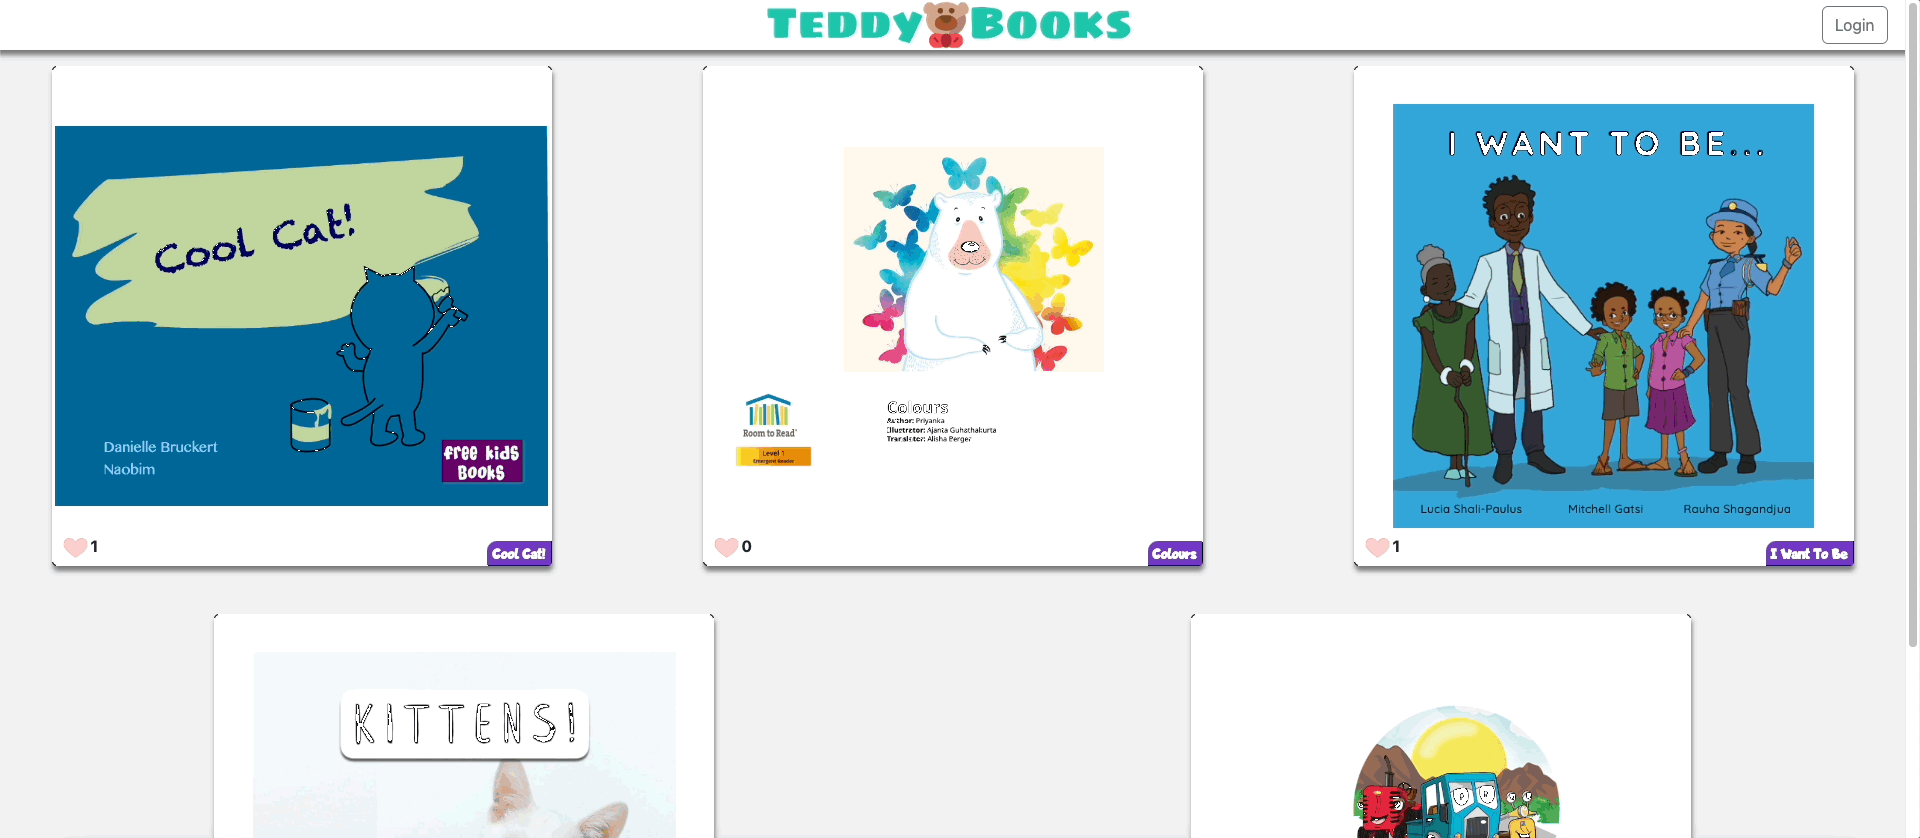 TEDDY BOOKS
Login
Cool Cat!
Danielle Bruckert
Naobim
FREE KIDS
BOOKS
1
Cool Cat!
Room to Read
Level 1
Emergent Reader
Colours
Author: Priyanka
Illustrator: Ajanta Guhathakurta
Translator: Alisha Berger
0
Colours
I WANT TO BE...
Lucia Shali-Paulus Mitchell Gatsi Rauha Shagandjua
1
I Want To Be
KITTENS!